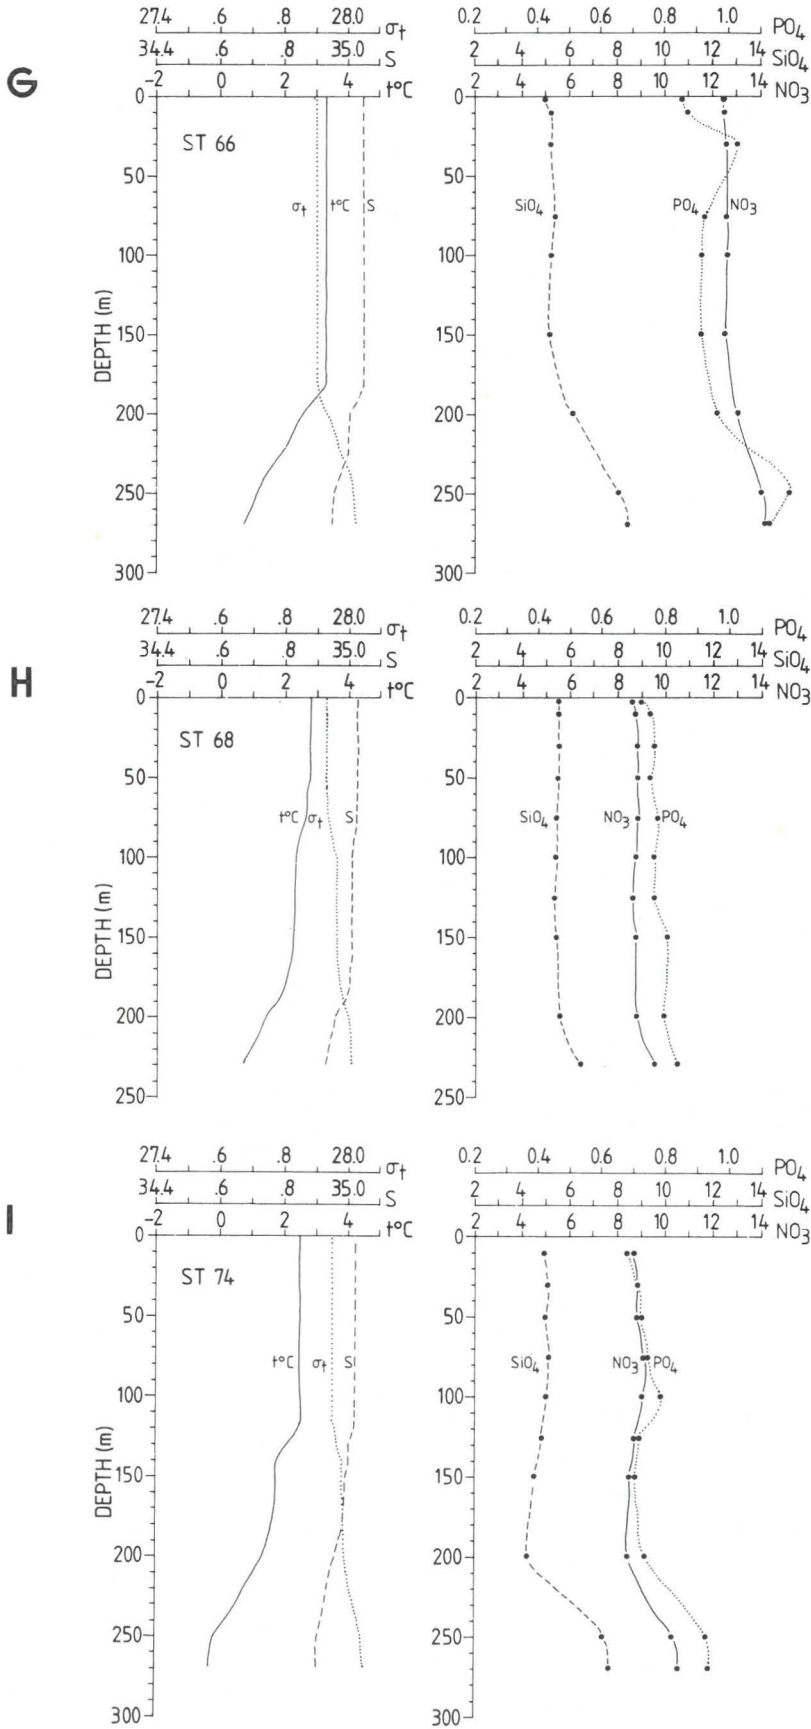 G
27.4 .6 .8 28.0 σt
34.4 .6 .8 35.0 S
-2 0 2 4 t°C
0
50
100
150
200
250
300
DEPTH (m)
ST 66
σt t°C S
0.2 0.4 0.6 0.8 1.0 PO4
2 4 6 8 10 12 14 SiO4
2 4 6 8 10 12 14 NO3
0
50
100
150
200
250
300
SiO4 PO4 NO3
H
27.4 .6 .8 28.0 σt
34.4 .6 .8 35.0 S
-2 0 2 4 t°C
0
50
100
150
200
250
DEPTH (m)
ST 68
t°C σt S
0.2 0.4 0.6 0.8 1.0 PO4
2 4 6 8 10 12 14 SiO4
2 4 6 8 10 12 14 NO3
0
50
100
150
200
250
SiO4 NO3 PO4
I
27.4 .6 .8 28.0 σt
34.4 .6 .8 35.0 S
-2 0 2 4 t°C
0
50
100
150
200
250
300
DEPTH (m)
ST 74
t°C σt S
0.2 0.4 0.6 0.8 1.0 PO4
2 4 6 8 10 12 14 SiO4
2 4 6 8 10 12 14 NO3
0
50
100
150
200
250
300
SiO4 NO3 PO4